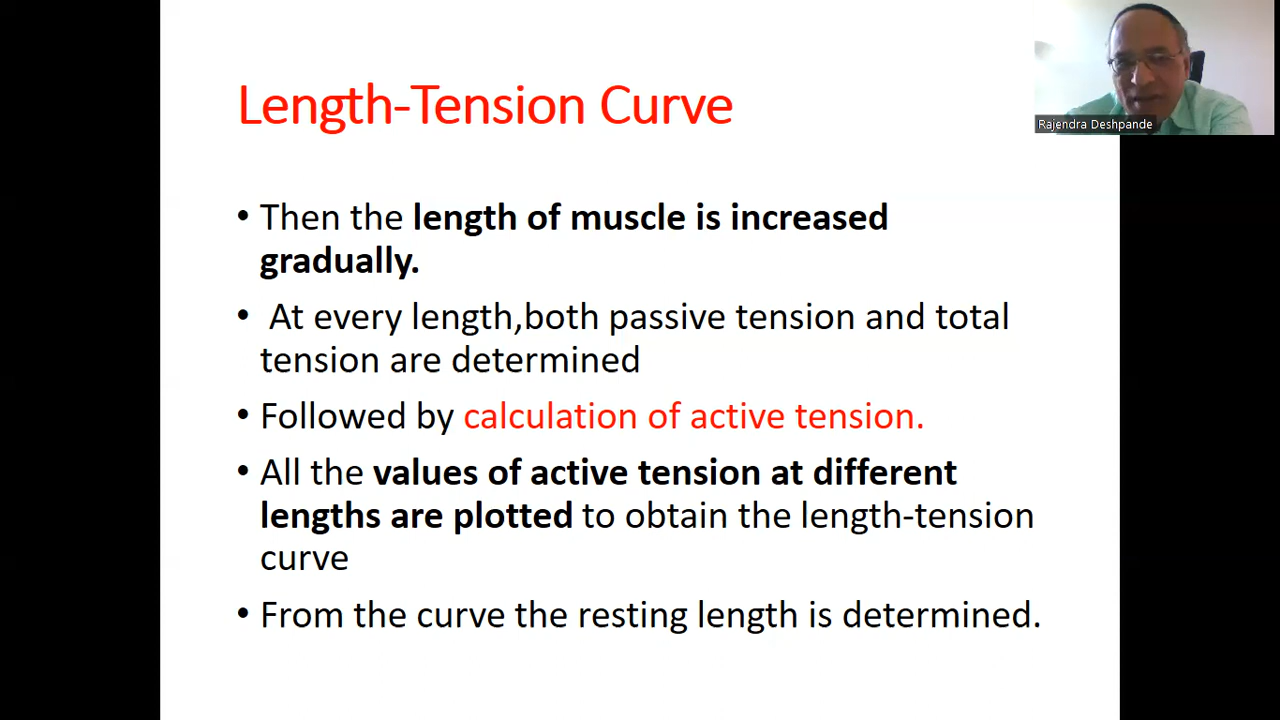 Length-Tension Curve
Rajendra Deshpande
• Then the length of muscle is increased
gradually.
• At every length,both passive tension and total
tension are determined
• Followed by calculation of active tension.
• All the values of active tension at different
lengths are plotted to obtain the length-tension
curve
• From the curve the resting length is determined.